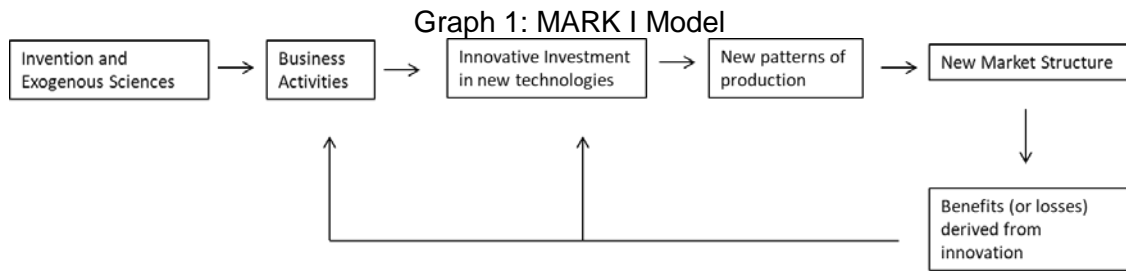 Graph 1: MARK I Model
Invention and
Exogenous Sciences
Business
Activities
Innovative Investment
in new technologies
New patterns of
production
New Market Structure
Benefits (or losses)
derived from
innovation